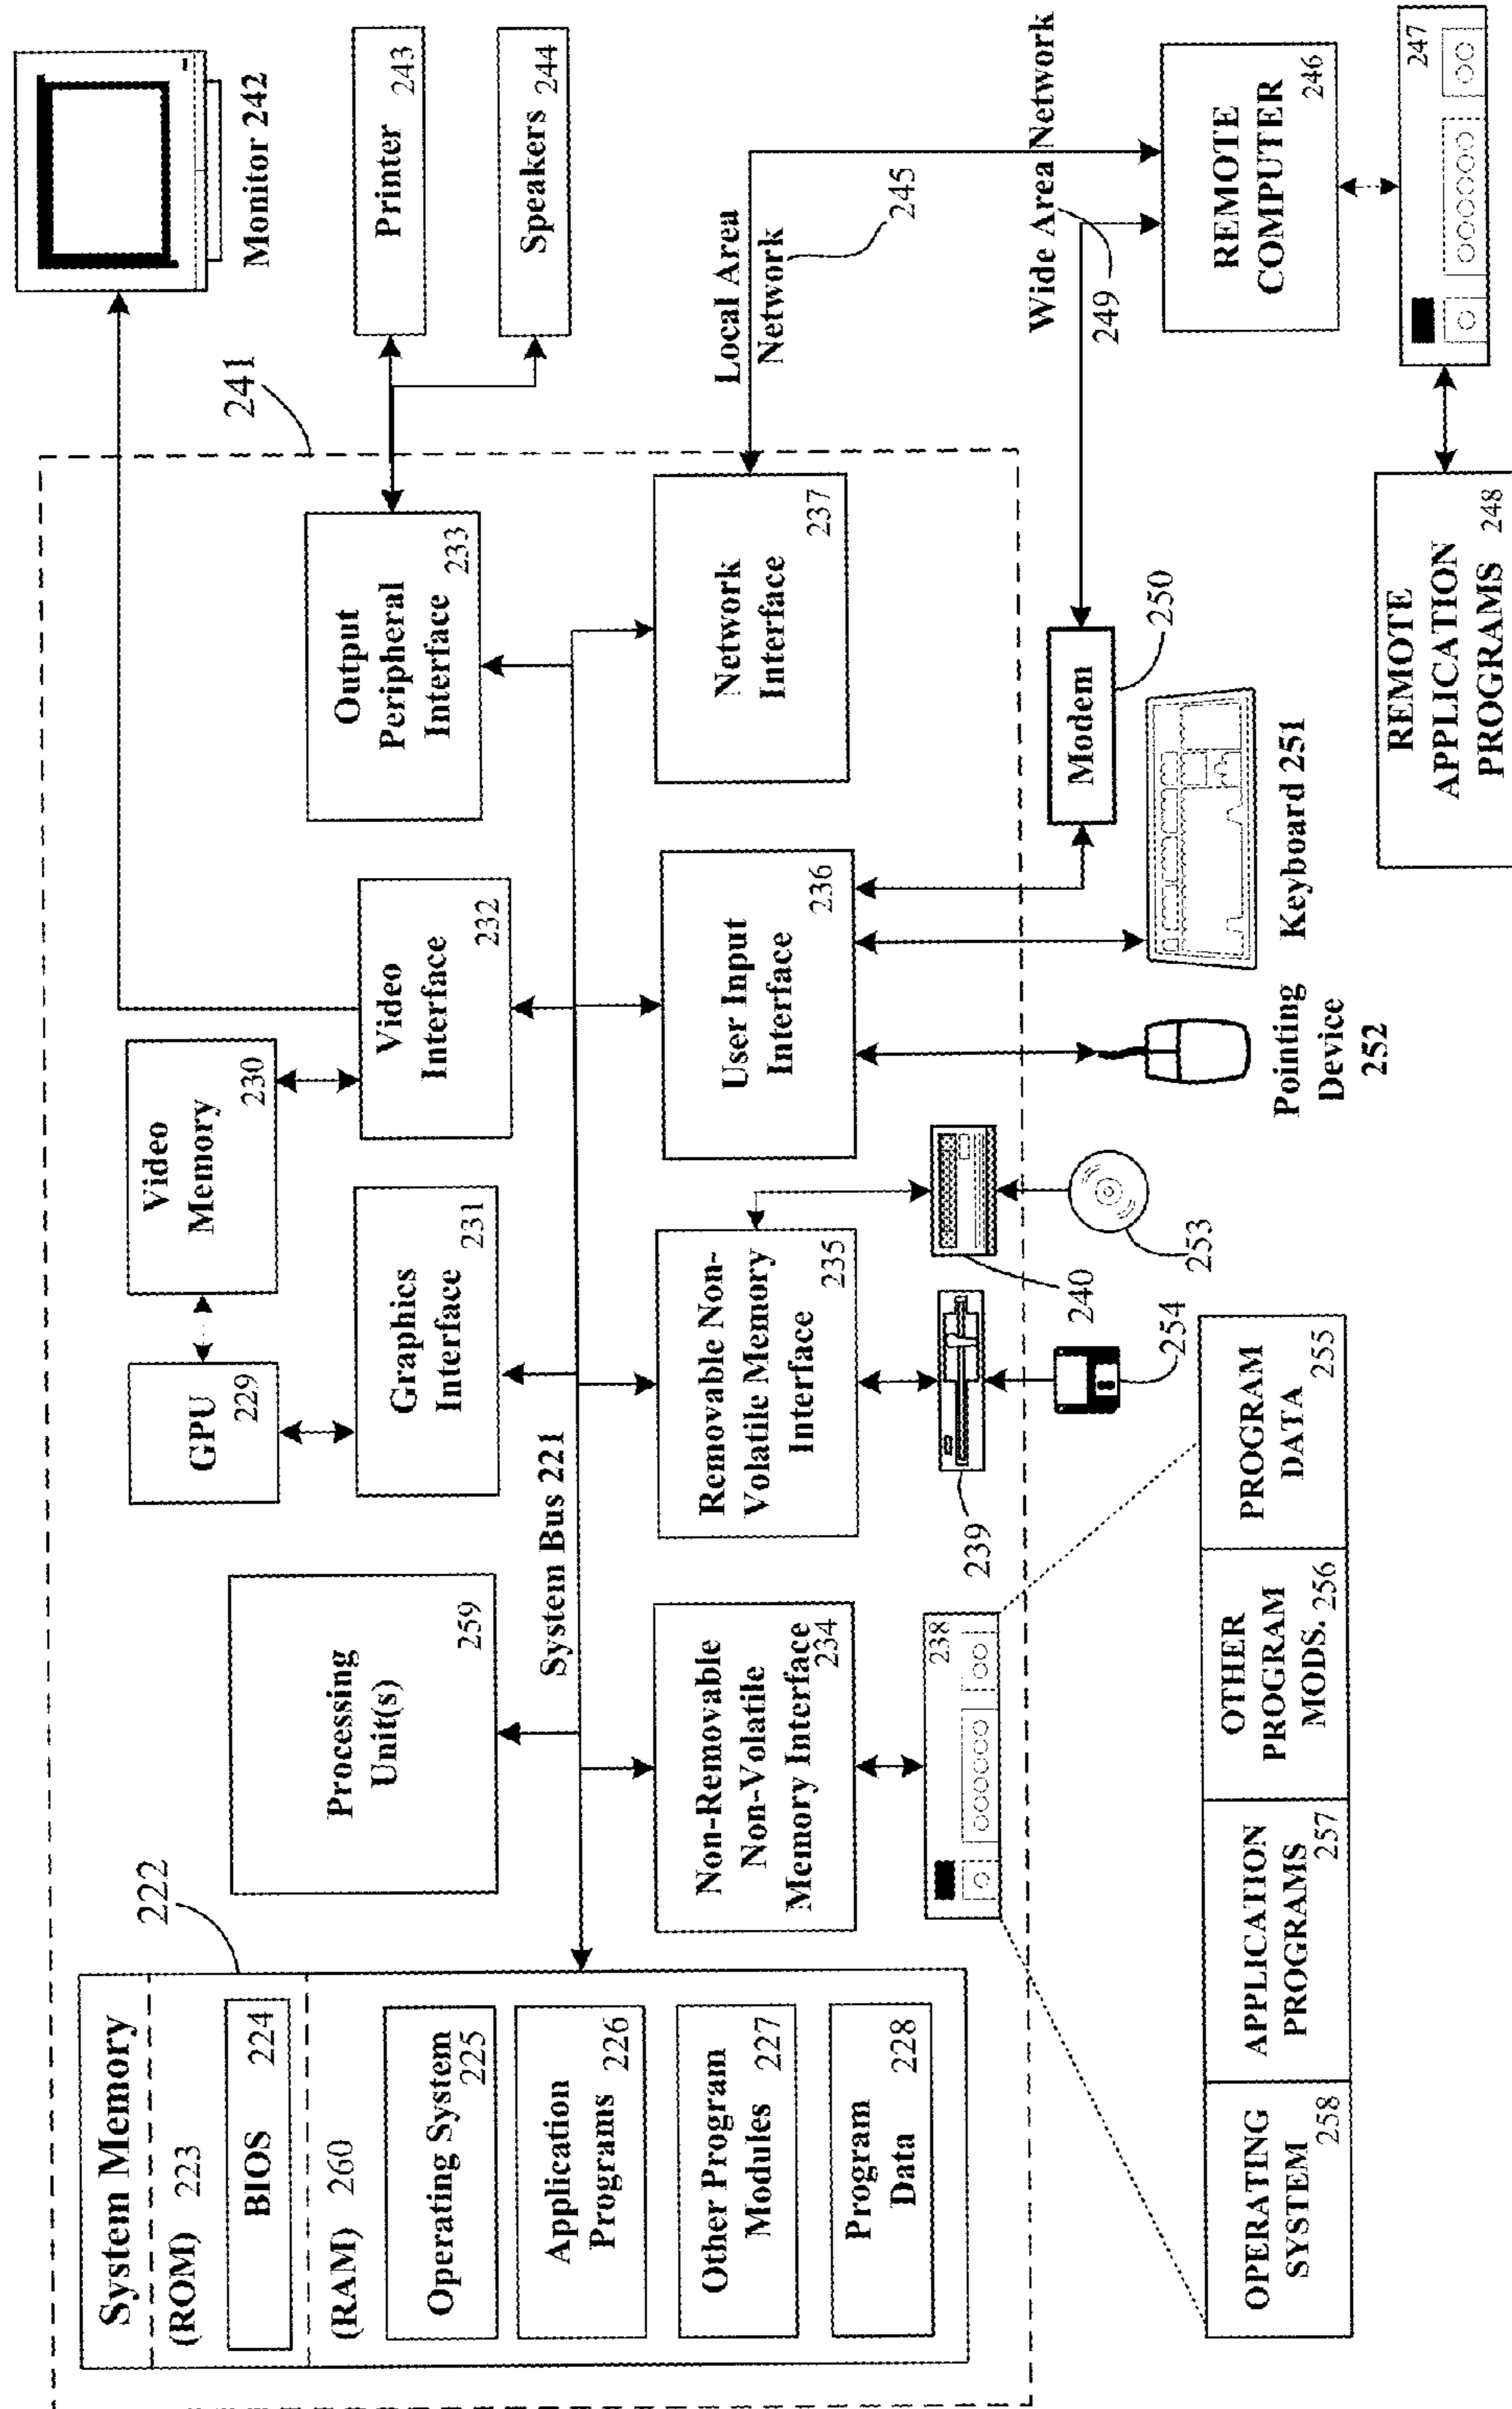 222
System Memory
(ROM) 223
BIOS 224
(RAM) 260
Operating System
225
Application
Programs 226
Other Program
Modules 227
Program
Data 228
Processing
Unit(s)
259
System Bus 221
GPU
229
Video
Memory
230
Graphics
Interface
231
Video
Interface
232
Output
Peripheral
Interface
233
241
Monitor 242
Printer 243
Speakers 244
Non-Removable
Non-Volatile
Memory Interface
234
Removable Non-
Volatile Memory
Interface
235
User Input
Interface
236
Network
Interface
237
Local Area
Network
245
238
239
240
254
253
Pointing
Device
252
Keyboard 251
Modem
250
Wide Area Network
249
REMOTE
COMPUTER
246
247
REMOTE
APPLICATION
PROGRAMS 248
OPERATING
SYSTEM
258
APPLICATION
PROGRAMS
257
OTHER
PROGRAM
MODS. 256
PROGRAM
DATA
255